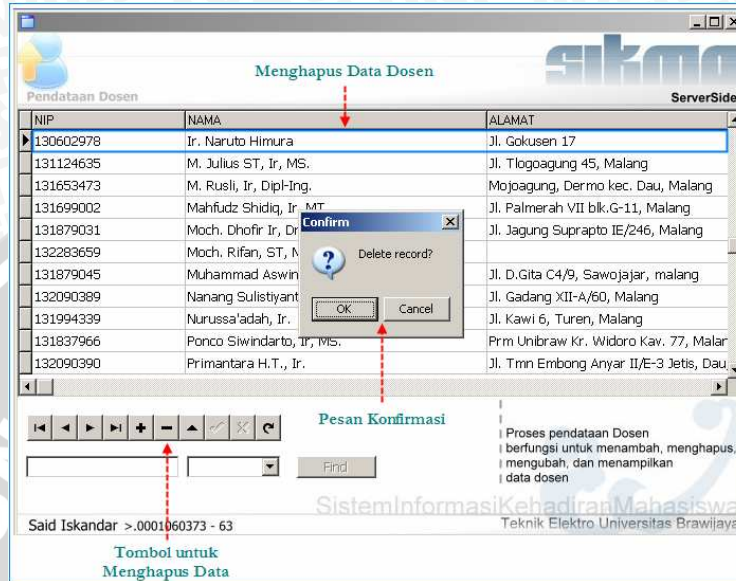 Menghapus Data Dosen
sikma
Pendataan Dosen
ServerSide
NIP NAMA ALAMAT
130602978 Ir. Naruto Himura Jl. Gokusen 17
131124635 M. Julius ST, Ir, MS. Jl. Tlogoagung 45, Malang
131653473 M. Rusli, Ir, Dipl-Ing. Mojoagung, Dermo kec. Dau, Malang
131699002 Mahfudz Shidiq, Ir, MT Jl. Palmerah VII blk.G-11, Malang
131879031 Moch. Dhofir Ir, Dr Jl. Jagung Suprapto IE/246, Malang
132283659 Moch. Rifan, ST, M
131879045 Muhammad Aswin Jl. D.Gita C4/9, Sawojajar, malang
132090389 Nanang Sulistiyant Jl. Gadang XII-A/60, Malang
131994339 Nurussa'adah, Ir. Jl. Kawi 6, Turen, Malang
131837966 Ponco Siwindarto, Ir, MS. Prm Unibraw Kr. Widoro Kav. 77, Malan
132090390 Primantara H.T., Ir. Jl. Tmn Embong Anyar II/E-3 Jetis, Dau,
Confirm
Delete record?
OK Cancel
Pesan Konfirmasi
Find
Proses pendataan Dosen
berfungsi untuk menambah, menghapus,
mengubah, dan menampilkan
data dosen
SistemInformasiKehadiranMahasiswa
Said Iskandar >.0001060373 - 63
Teknik Elektro Universitas Brawijaya
Tombol untuk
Menghapus Data